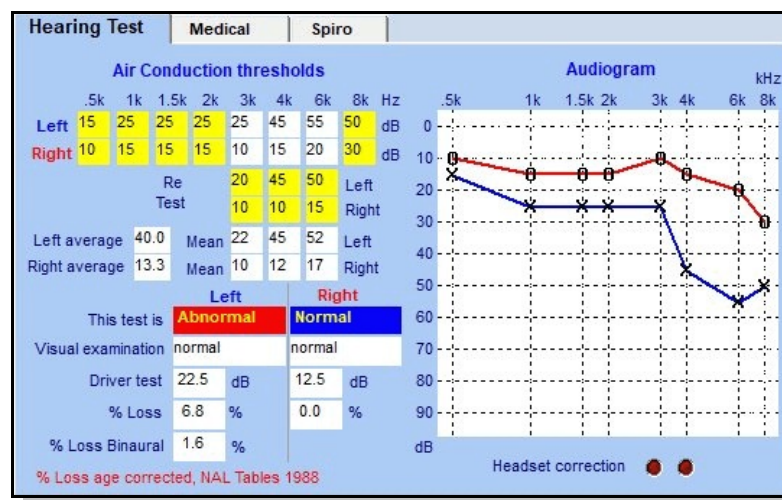 Hearing Test Medical Spiro
Air Conduction thresholds
.5k 1k 1.5k 2k 3k 4k 6k 8k Hz
Left 15 25 25 25 25 45 55 50 dB
Right 10 15 15 15 10 15 20 30 dB
Re Test
20 45 50 Left
10 10 15 Right
Left average 40.0 Mean 22 45 52 Left
Right average 13.3 Mean 10 12 17 Right
Left Right
This test is Abnormal Normal
Visual examination normal normal
Driver test 22.5 dB 12.5 dB
% Loss 6.8 % 0.0 %
% Loss Binaural 1.6 %
% Loss age corrected, NAL Tables 1988
Audiogram
kHz
.5k 1k 1.5k 2k 3k 4k 6k 8k
0
10
20
30
40
50
60
70
80
90
dB
Headset correction